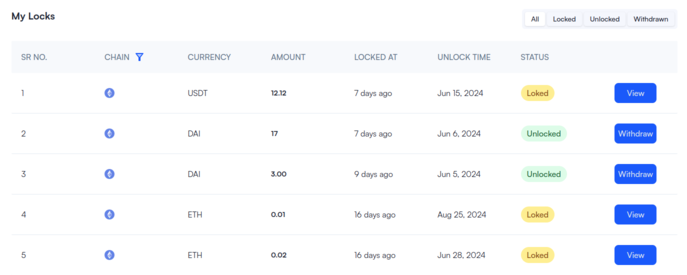 My Locks
All Locked Unlocked Withdrawn
SR NO. CHAIN CURRENCY AMOUNT LOCKED AT UNLOCK TIME STATUS
1 USDT 12.12 7 days ago Jun 15, 2024 Loked View
2 DAI 17 7 days ago Jun 6, 2024 Unlocked Withdraw
3 DAI 3.00 9 days ago Jun 5, 2024 Unlocked Withdraw
4 ETH 0.01 16 days ago Aug 25, 2024 Loked View
5 ETH 0.02 16 days ago Jun 28, 2024 Loked View